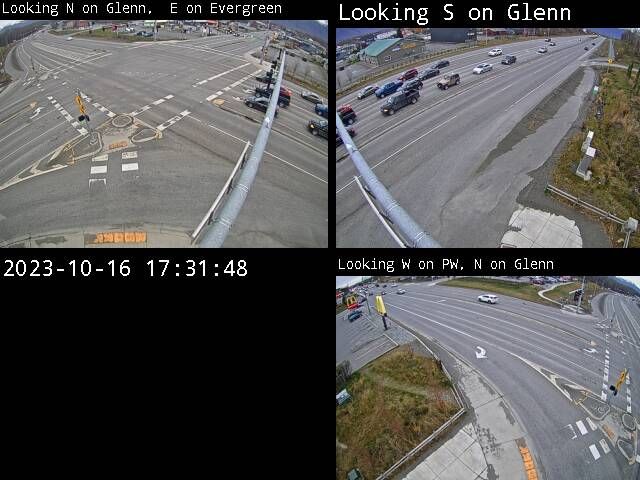 Looking N on Glenn,  E on Evergreen
Looking S on Glenn
2023-10-16 17:31:48
Looking W on PW, N on Glenn